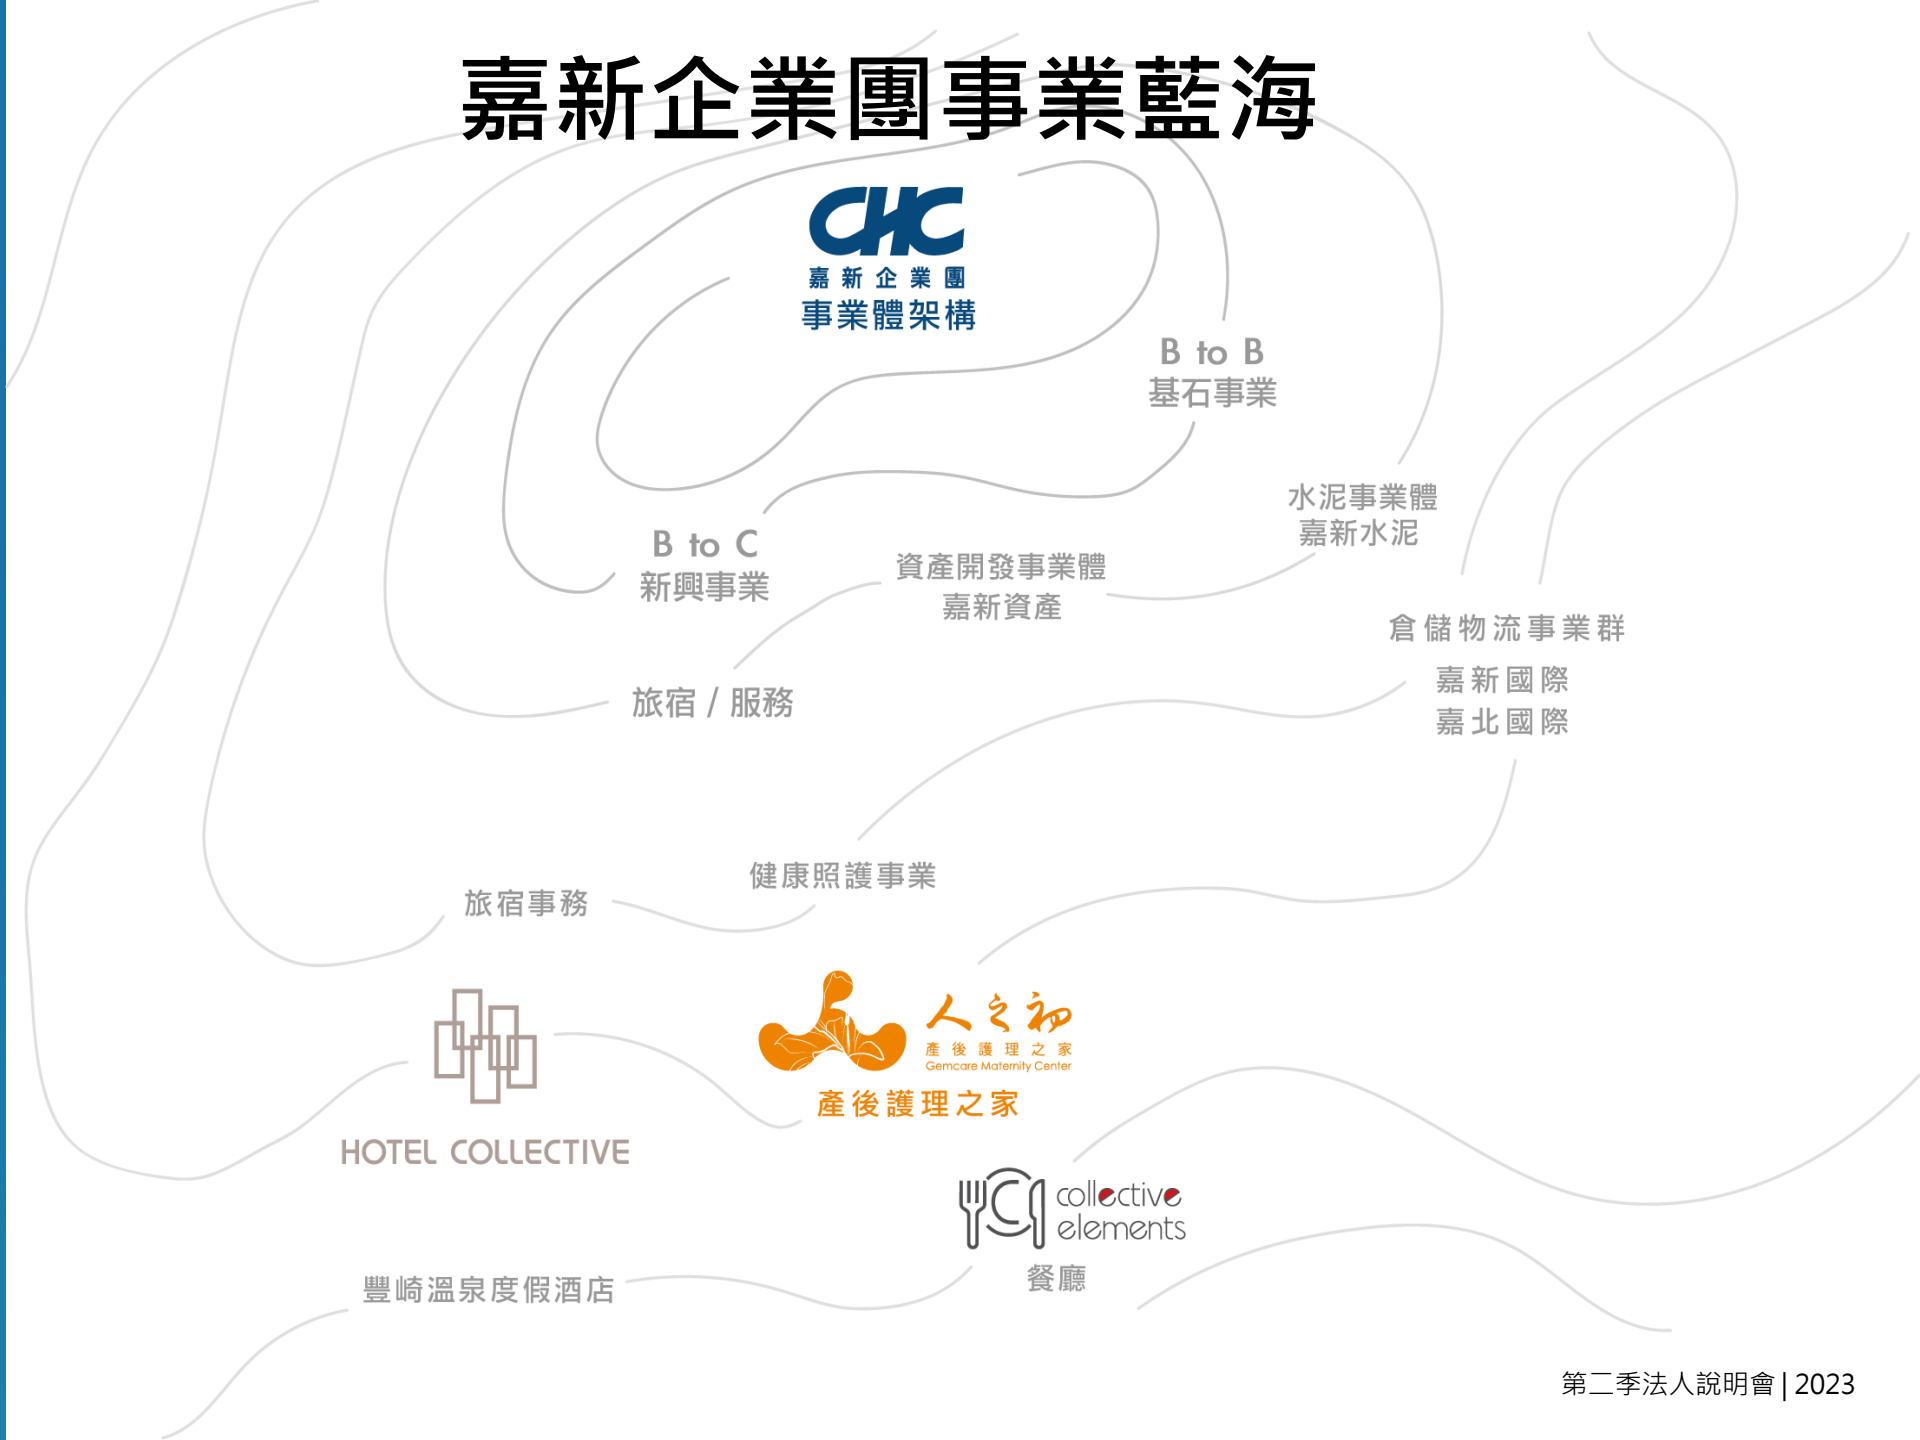 嘉新企業團事業藍海
CHC
嘉新企業團
事業體架構
B to B
基石事業
水泥事業體
嘉新水泥
B to C
新興事業
資產開發事業體
嘉新資產
倉儲物流事業群
嘉新國際
嘉北國際
旅宿 / 服務
健康照護事業
旅宿事務
人之初
產後護理之家
Gemcare Maternity Center
產後護理之家
HOTEL COLLECTIVE
collective
elements
餐廳
豐崎溫泉度假酒店
第二季法人說明會 | 2023